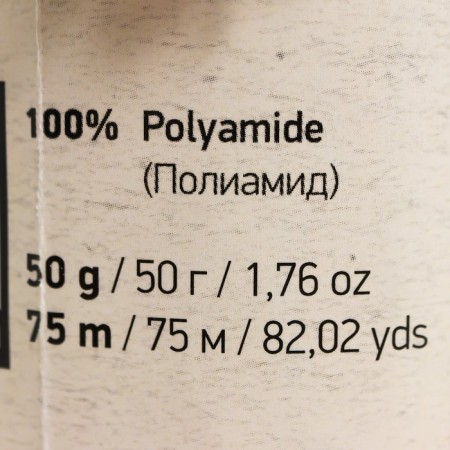 100% Polyamide
(Полиамид)
50 g / 50 г / 1,76 oz
75 m / 75 м / 82,02 yds